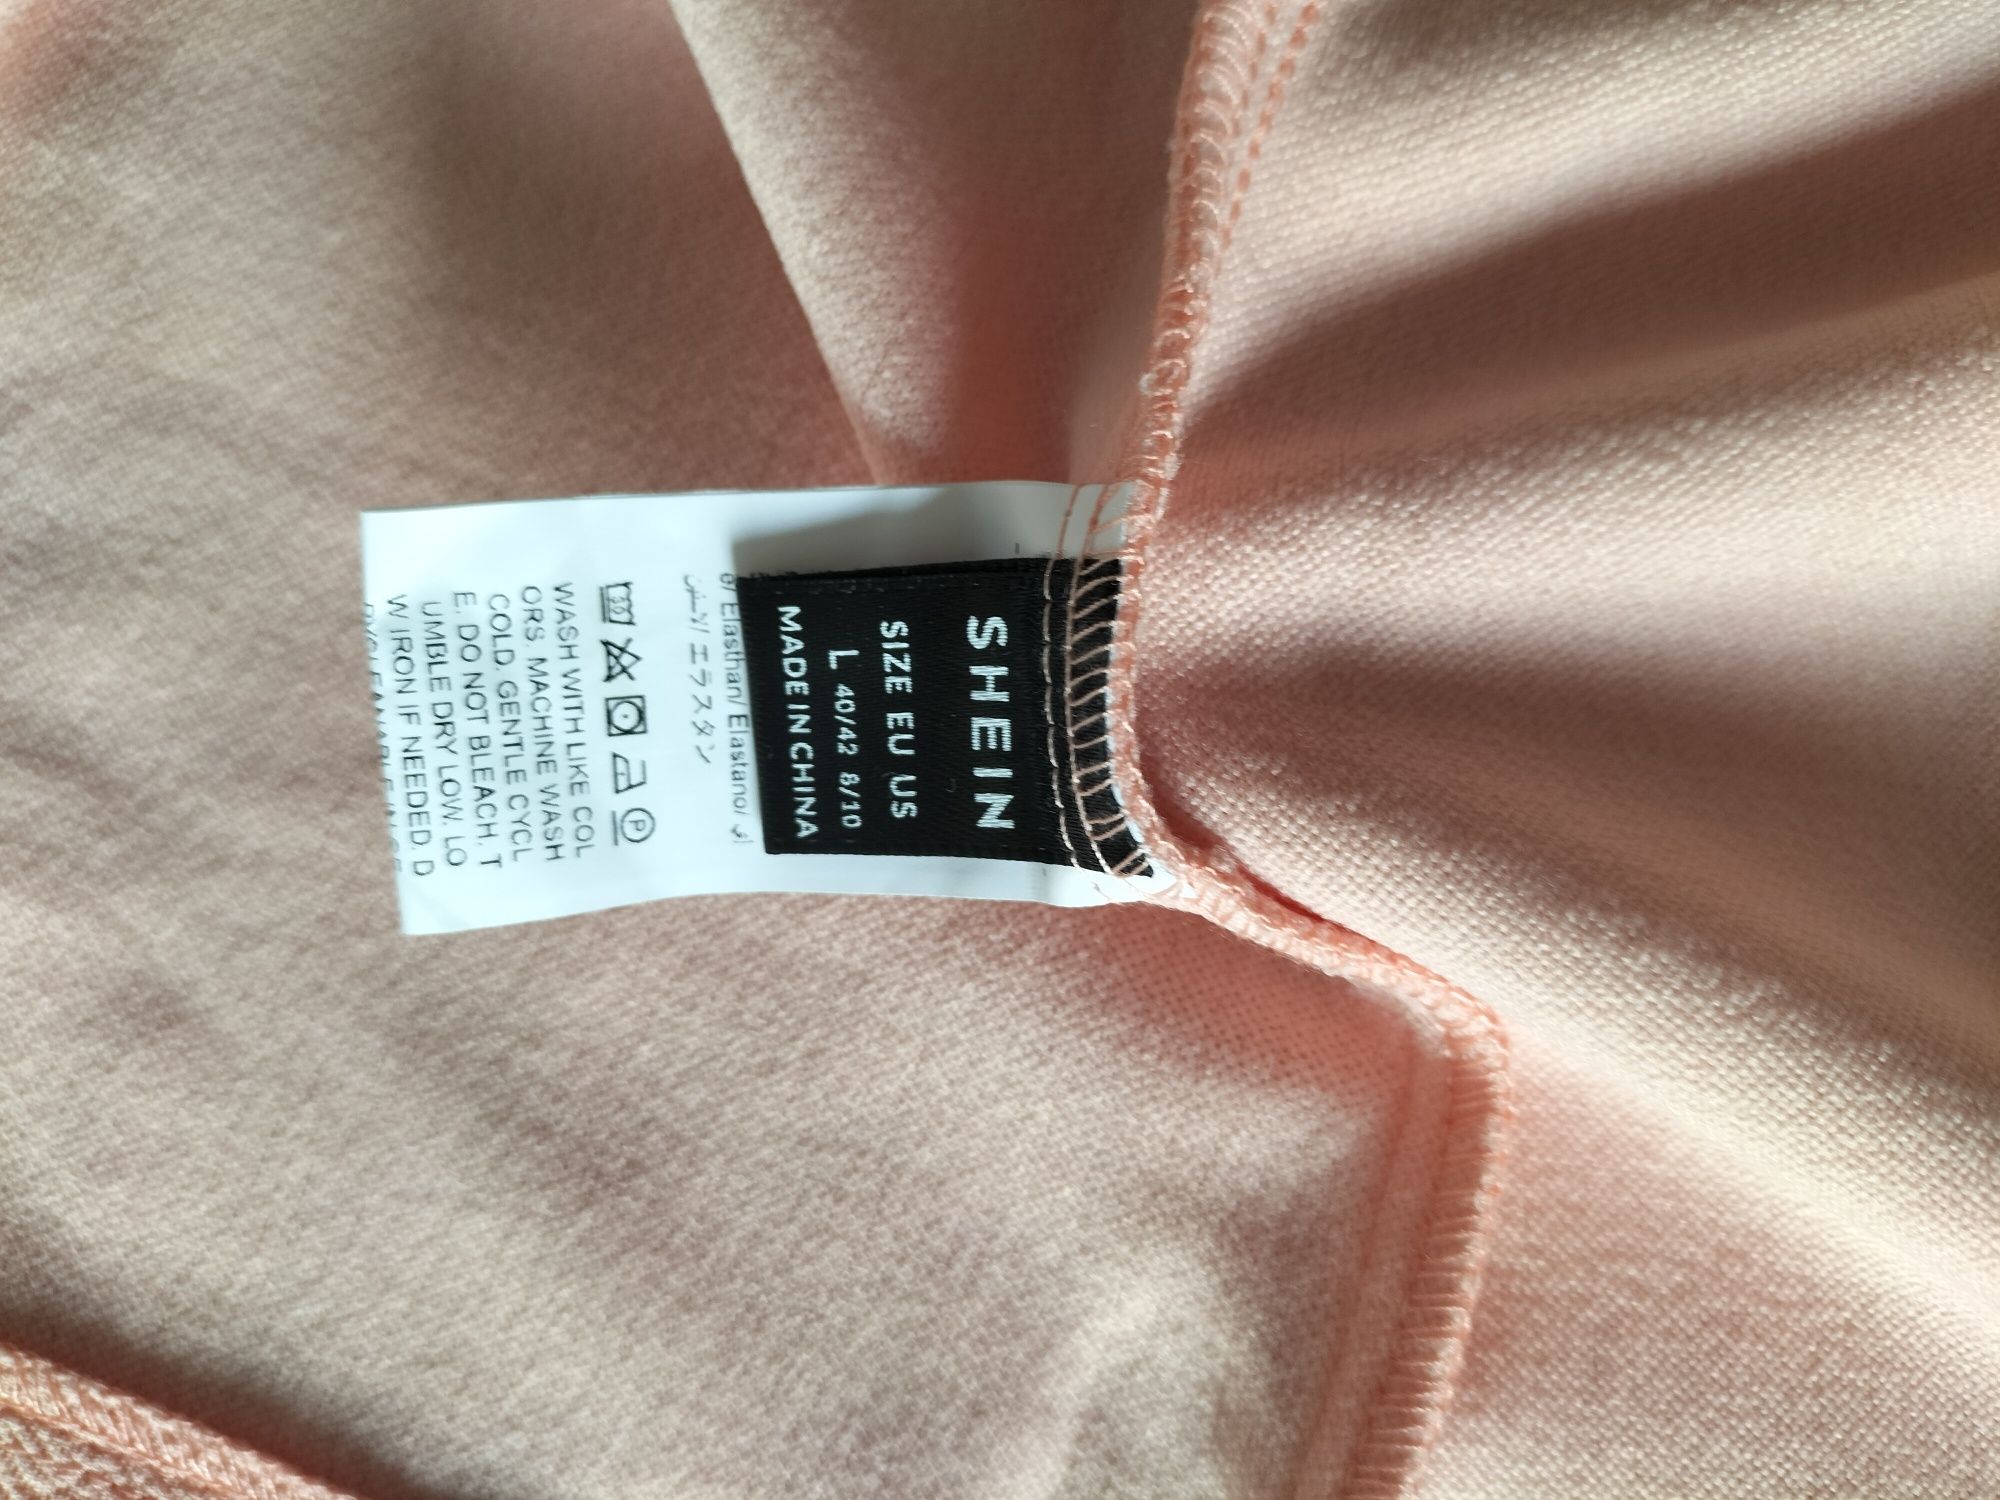 SHEIN
SIZE EU US
L 40/42 8/10
MADE IN CHINA
Elasthan/ Elastano/
エラスタン
P
WASH WITH LIKE COL
ORS. MACHINE WASH
COLD. GENTLE CYCL
E. DO NOT BLEACH. T
UMBLE DRY LOW. LO
W IRON IF NEEDED. D